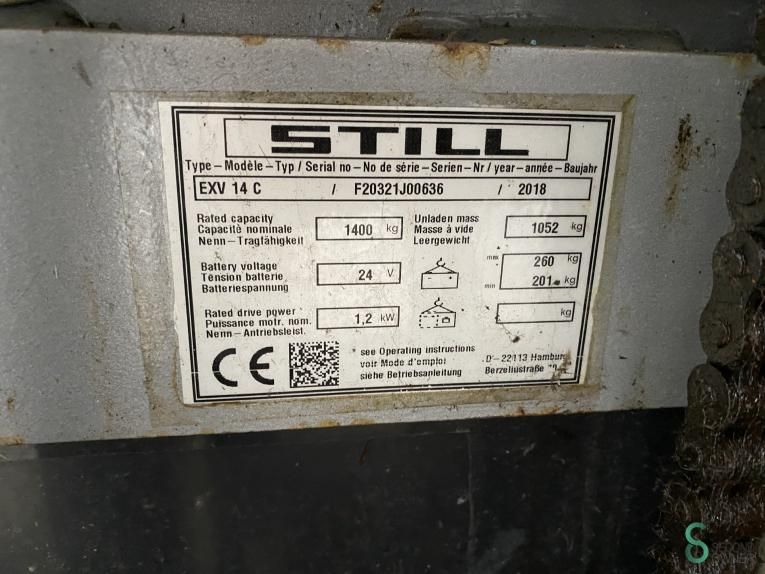 STILL
Type – Modèle – Typ / Serial no – No de série – Serien – Nr / year – année – Baujahr
EXV 14 C / F20321J00636 / 2018
Rated capacity
Capacité nominale
Nenn – Tragfähigkeit
1400 kg
Unladen mass
Masse à vide
Leergewicht
1052 kg
Battery voltage
Tension batterie
Batteriespannung
24 V
max 260 kg
min 201 kg
Rated drive power
Puissance motr. nom.
Nenn – Antriebsleist.
1,2 kW
kg
CE
* see Operating instructions
voir Mode d'emploi
siehe Betriebsanleitung
D – 22113 Hamburg
Berzeliustraße
SECOND
OWNER